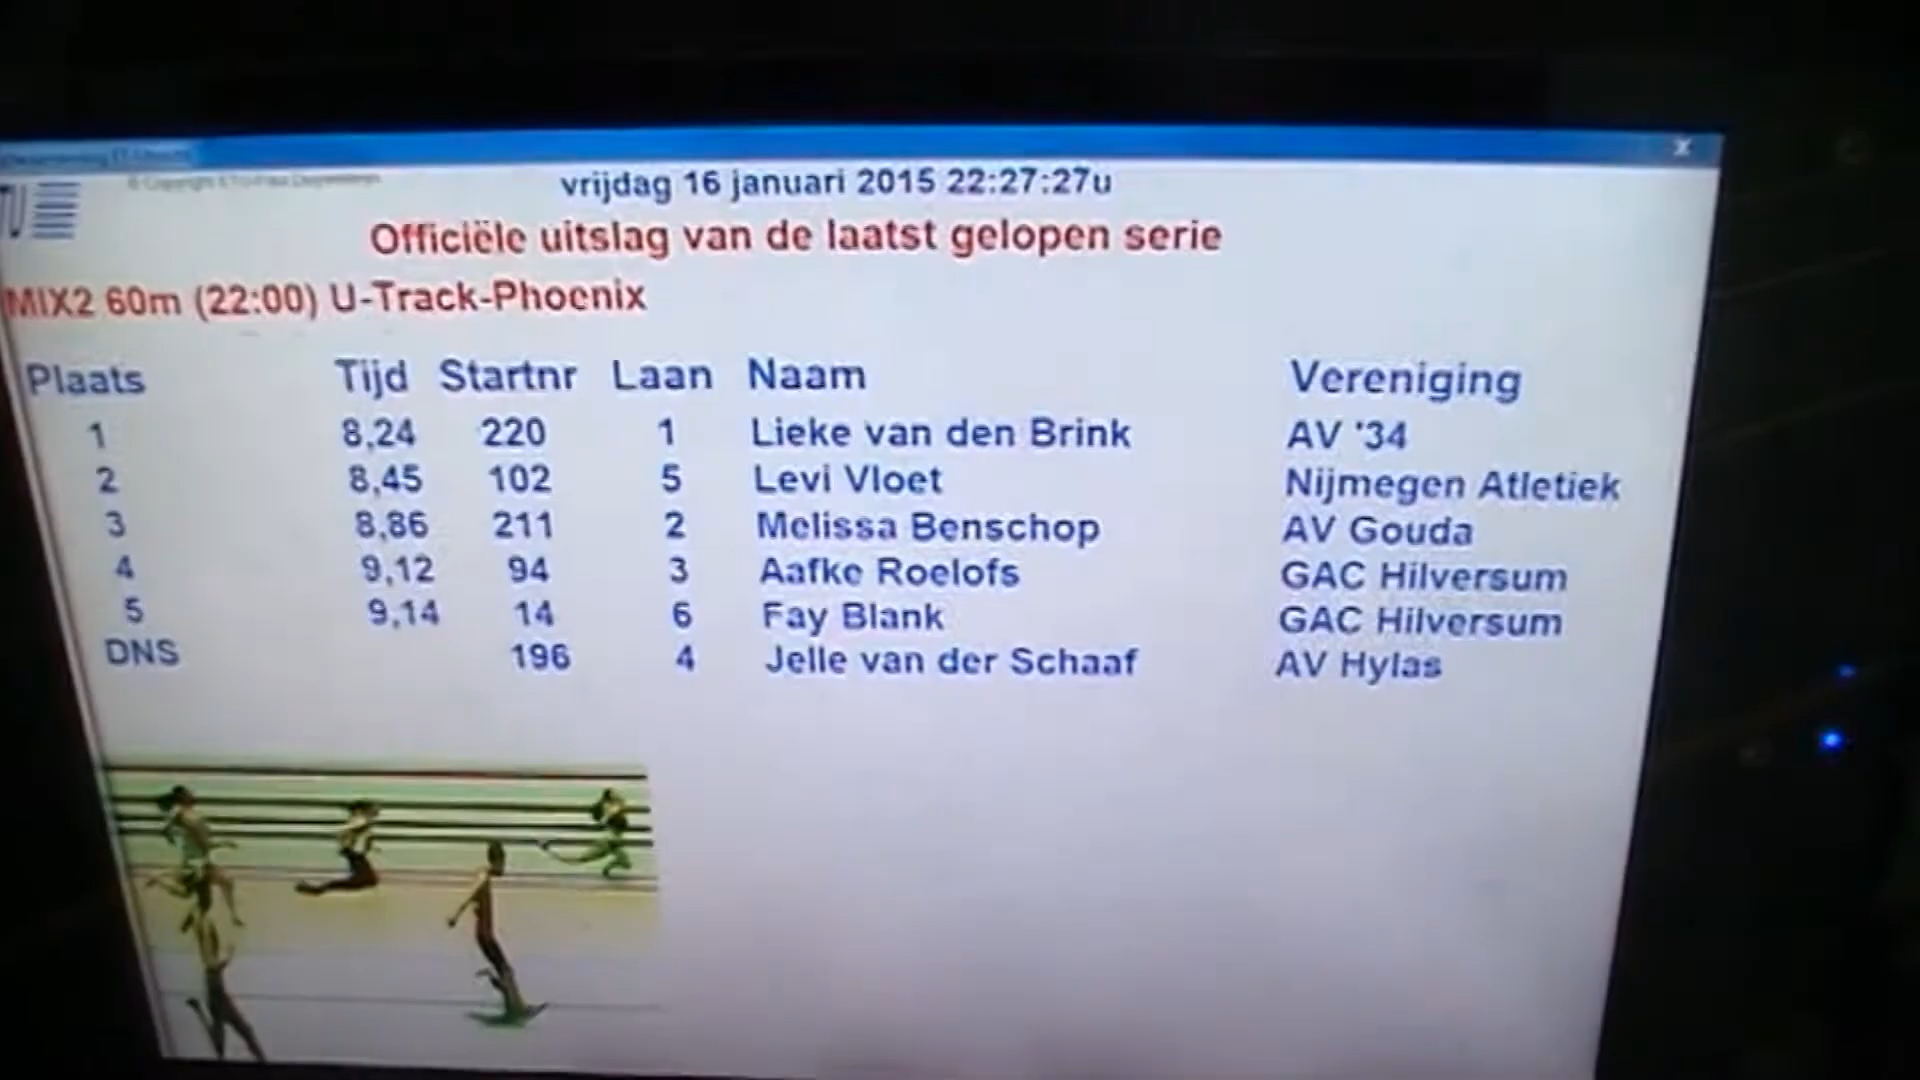 vrijdag 16 januari 2015 22:27:27u
Officiële uitslag van de laatst gelopen serie
MIX2 60m (22:00) U-Track-Phoenix
Plaats Tijd Startnr Laan Naam Vereniging
1 8,24 220 1 Lieke van den Brink AV '34
2 8,45 102 5 Levi Vloet Nijmegen Atletiek
3 8,86 211 2 Melissa Benschop AV Gouda
4 9,12 94 3 Aafke Roelofs GAC Hilversum
5 9,14 14 6 Fay Blank GAC Hilversum
DNS 196 4 Jelle van der Schaaf AV Hylas